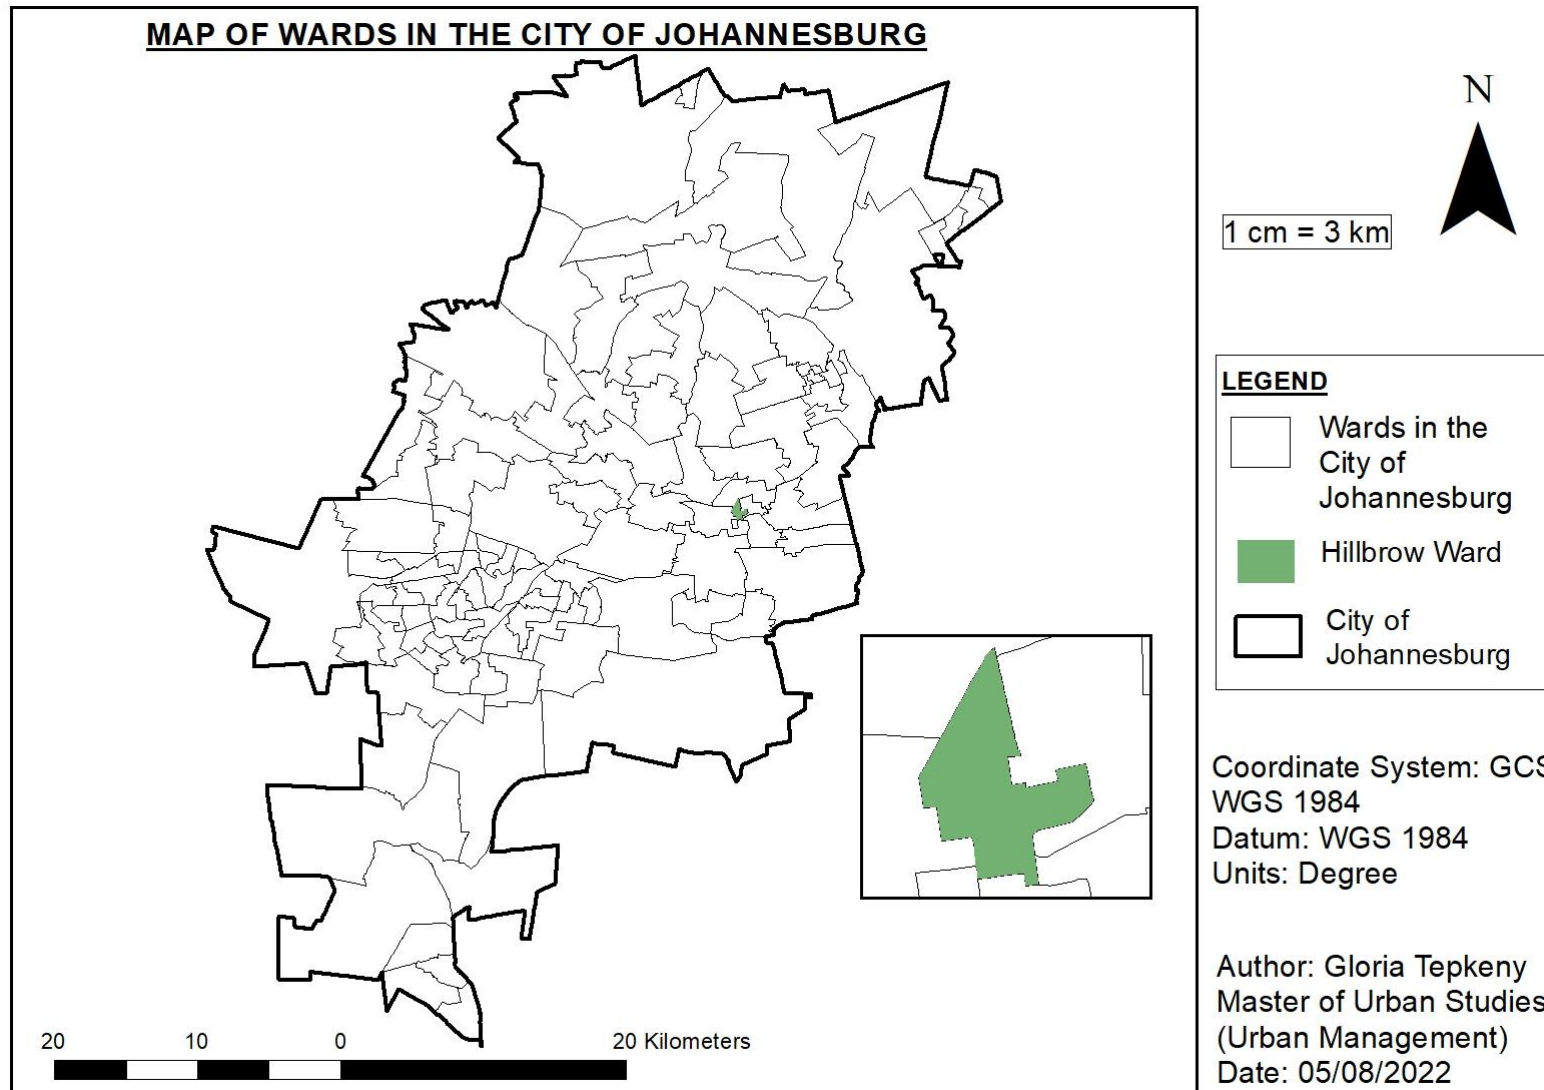 MAP OF WARDS IN THE CITY OF JOHANNESBURG
N
1 cm = 3 km
LEGEND
Wards in the
City of
Johannesburg
Hillbrow Ward
City of
Johannesburg
Coordinate System: GCS
WGS 1984
Datum: WGS 1984
Units: Degree
Author: Gloria Tepkeny
Master of Urban Studies
(Urban Management)
Date: 05/08/2022
20 10 0 20 Kilometers